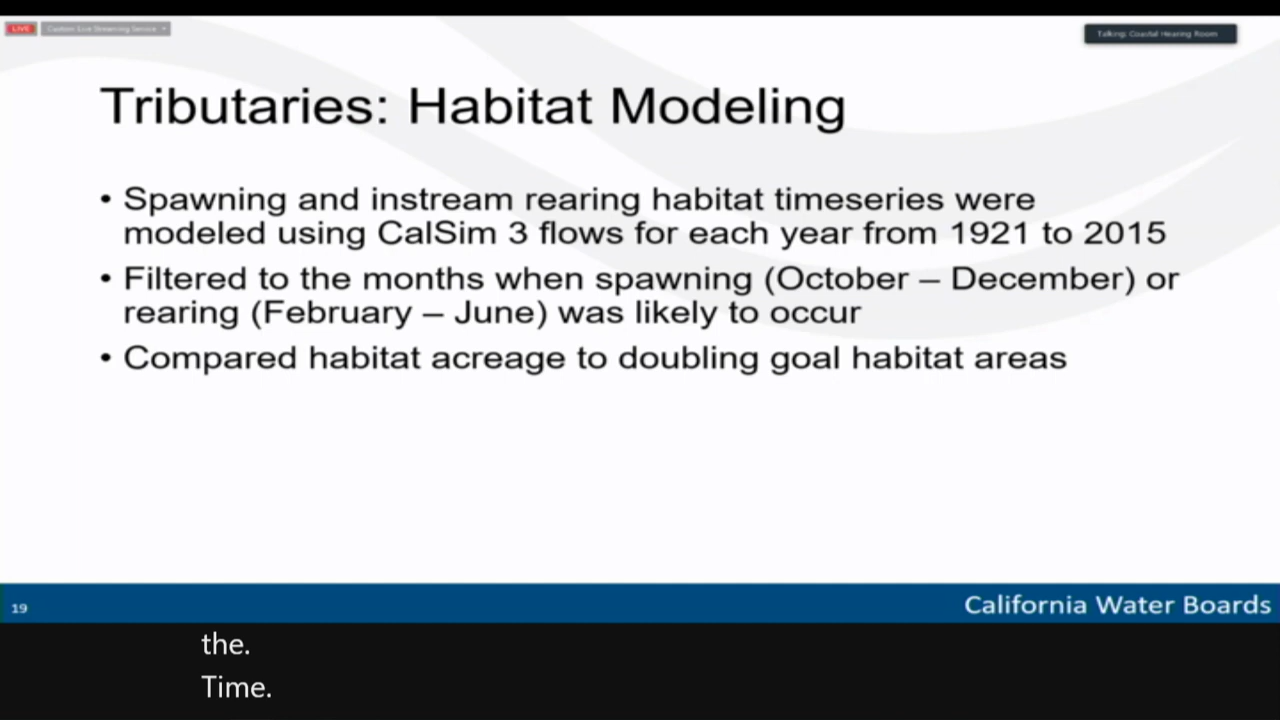 LIVE
Custom Live Streaming Service
Talking: Coastal Hearing Room
Tributaries: Habitat Modeling
• Spawning and instream rearing habitat timeseries were
modeled using CalSim 3 flows for each year from 1921 to 2015
• Filtered to the months when spawning (October – December) or
rearing (February – June) was likely to occur
• Compared habitat acreage to doubling goal habitat areas
19
California Water Boards
the.
Time.